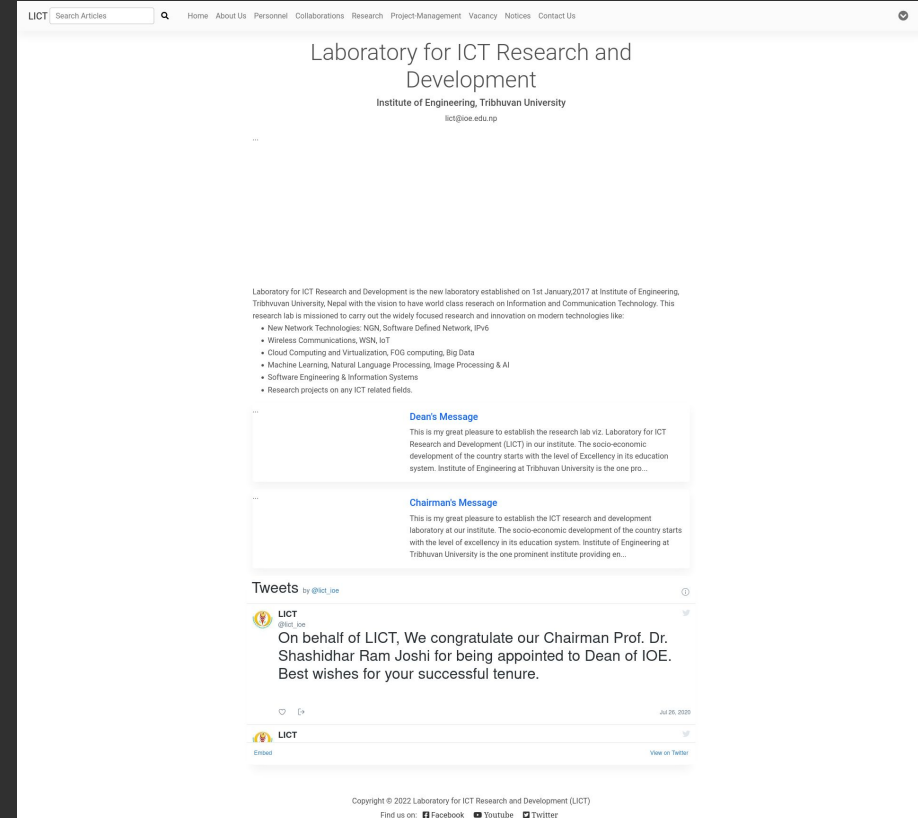 LICT Search Articles Home About Us Personnel Collaborations Research Project-Management Vacancy Notices Contact Us
Laboratory for ICT Research and
Development
Institute of Engineering, Tribhuvan University
lict@ioe.edu.np
...
Laboratory for ICT Research and Development is the new laboratory established on 1st January,2017 at Institute of Engineering,
Tribhvuvan University, Nepal with the vision to have world class reserach on Information and Communication Technology. This
research lab is missioned to carry out the widely focused research and innovation on modern technologies like:
• New Network Technologies: NGN, Software Defined Network, IPv6
• Wireless Communications, WSN, IoT
• Cloud Computing and Virtualization, FOG computing, Big Data
• Machine Learning, Natural Language Processing, Image Processing & AI
• Software Engineering & Information Systems
• Research projects on any ICT related fields.
...
Dean's Message
This is my great pleasure to establish the research lab viz. Laboratory for ICT
Research and Development (LICT) in our institute. The socio-economic
development of the country starts with the level of Excellency in its education
system. Institute of Engineering at Tribhuvan University is the one pro...
...
Chairman's Message
This is my great pleasure to establish the ICT research and development
laboratory at our institute. The socio-economic development of the country starts
with the level of excellency in its education system. Institute of Engineering at
Tribhuvan University is the one prominent institute providing en...
Tweets by @lict_ioe
LICT
@lict_ioe
On behalf of LICT, We congratulate our Chairman Prof. Dr.
Shashidhar Ram Joshi for being appointed to Dean of IOE.
Best wishes for your successful tenure.
Jul 26, 2020
LICT
Embed View on Twitter
Copyright © 2022 Laboratory for ICT Research and Development (LICT)
Find us on: Facebook Youtube Twitter